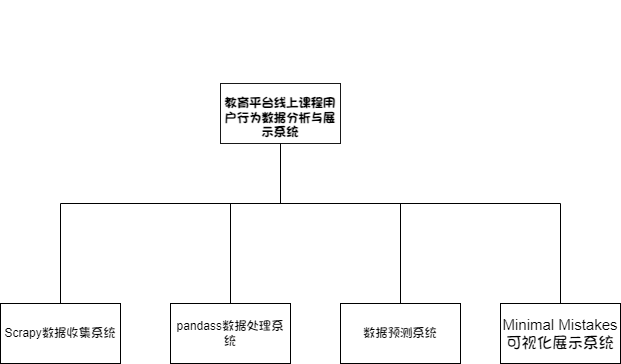 教育平台线上课程用
户行为数据分析与展
示系统
Scrapy数据收集系统
pandass数据处理系
统
数据预测系统
Minimal Mistakes
可视化展示系统